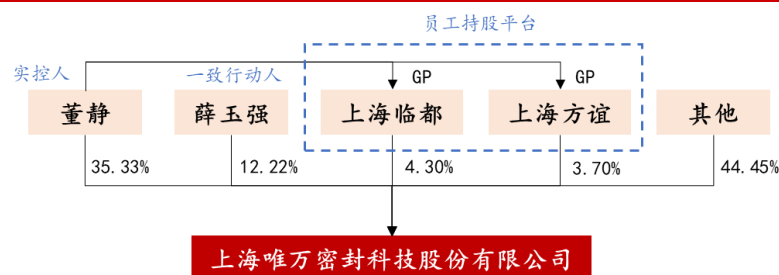 员工持股平台
实控人
一致行动人
GP
GP
董静
薛玉强
上海临都
上海方谊
其他
35.33%
12.22%
4.30%
3.70%
44.45%
上海唯万密封科技股份有限公司